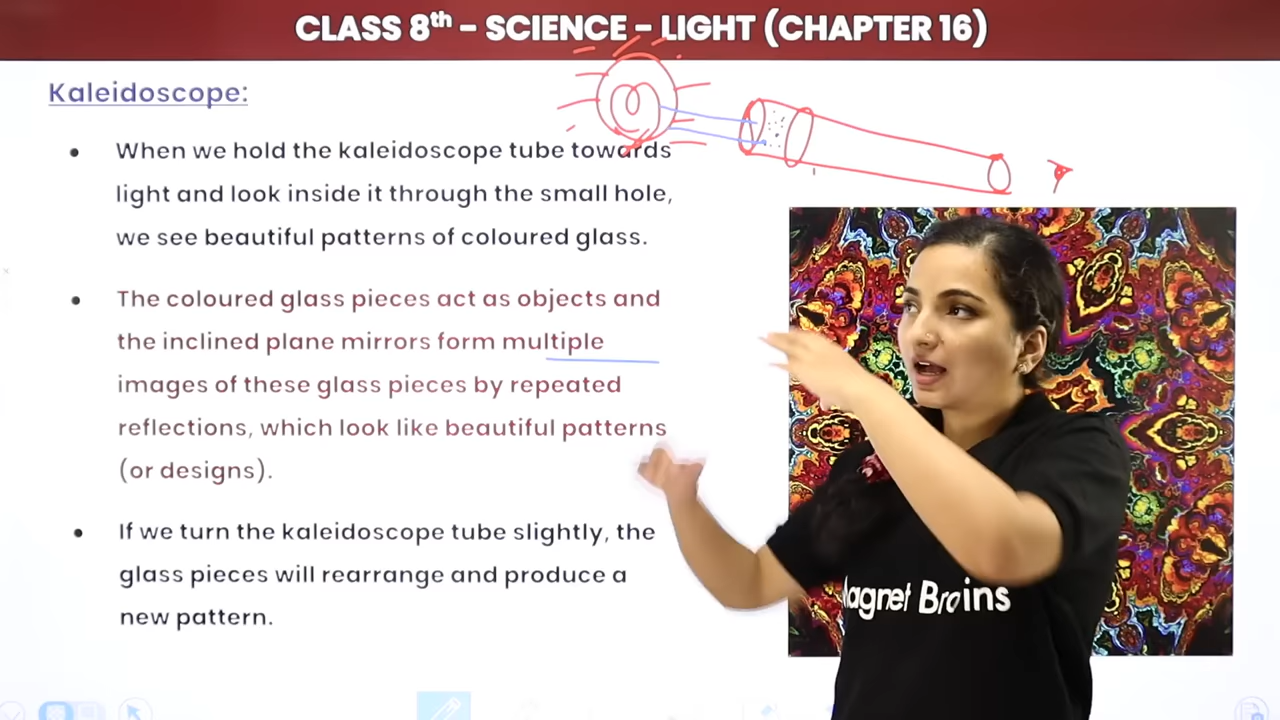 CLASS 8th - SCIENCE - LIGHT (CHAPTER 16)
Kaleidoscope:
• When we hold the kaleidoscope tube towards
light and look inside it through the small hole,
we see beautiful patterns of coloured glass.
• The coloured glass pieces act as objects and
the inclined plane mirrors form multiple
images of these glass pieces by repeated
reflections, which look like beautiful patterns
(or designs).
• If we turn the kaleidoscope tube slightly, the
glass pieces will rearrange and produce a
new pattern.
Magnet Brains